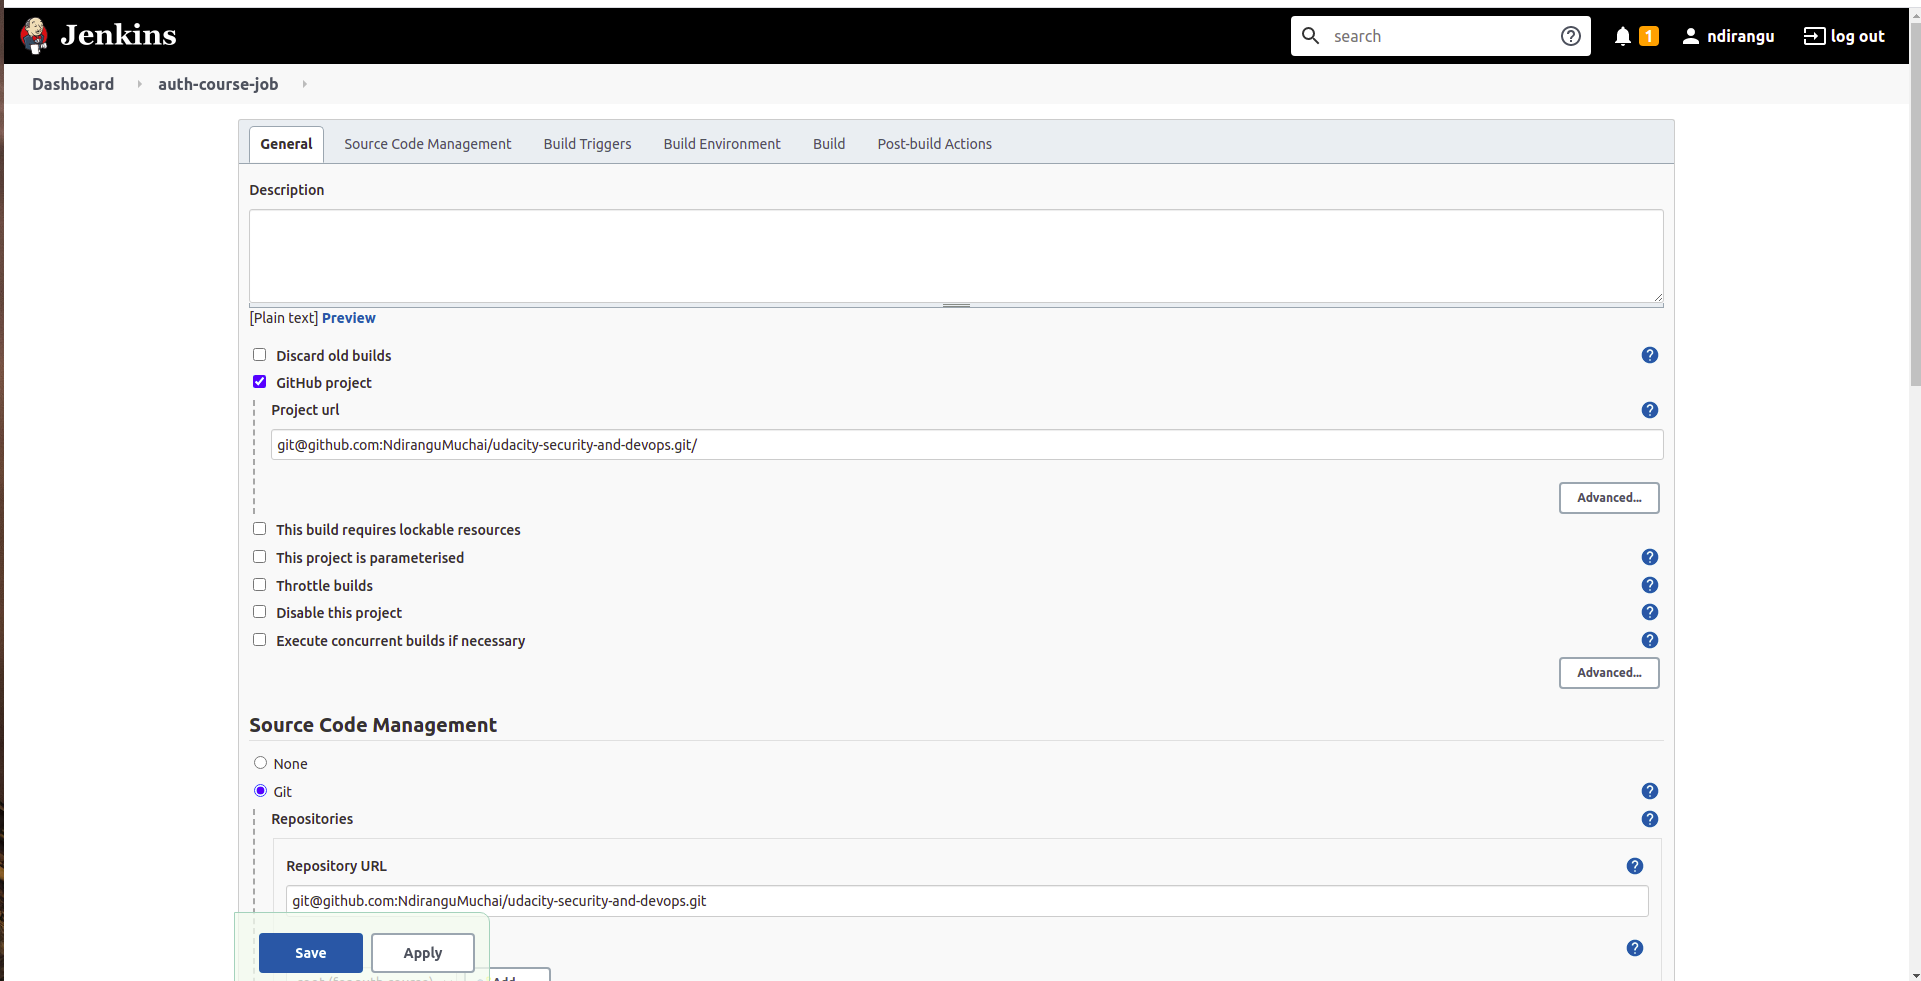 Jenkins
search
1
ndirangu
log out
Dashboard
auth-course-job
General
Source Code Management
Build Triggers
Build Environment
Build
Post-build Actions
Description
[Plain text] Preview
Discard old builds
?
GitHub project
Project url
?
git@github.com:NdiranguMuchai/udacity-security-and-devops.git/
Advanced...
This build requires lockable resources
This project is parameterised
?
Throttle builds
?
Disable this project
?
Execute concurrent builds if necessary
?
Advanced...
Source Code Management
None
Git
?
Repositories
?
Repository URL
?
git@github.com:NdiranguMuchai/udacity-security-and-devops.git
?
Save
Apply
Add